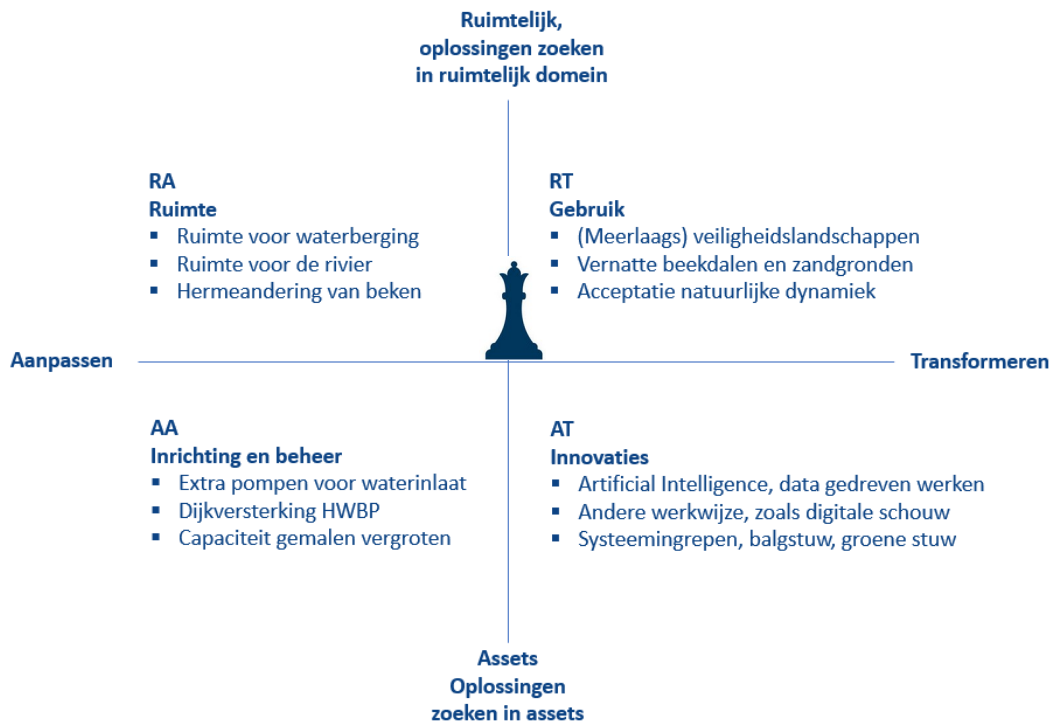 Ruimtelijk,
oplossingen zoeken
in ruimtelijk domein
RA
Ruimte
▪ Ruimte voor waterberging
▪ Ruimte voor de rivier
▪ Hermeandering van beken
RT
Gebruik
▪ (Meerlaags) veiligheidslandschappen
▪ Vernatte beekdalen en zandgronden
▪ Acceptatie natuurlijke dynamiek
Aanpassen
Transformeren
AA
Inrichting en beheer
▪ Extra pompen voor waterinlaat
▪ Dijkversterking HWBP
▪ Capaciteit gemalen vergroten
AT
Innovaties
▪ Artificial Intelligence, data gedreven werken
▪ Andere werkwijze, zoals digitale schouw
▪ Systeemingrepen, balgstuw, groene stuw
Assets
Oplossingen
zoeken in assets